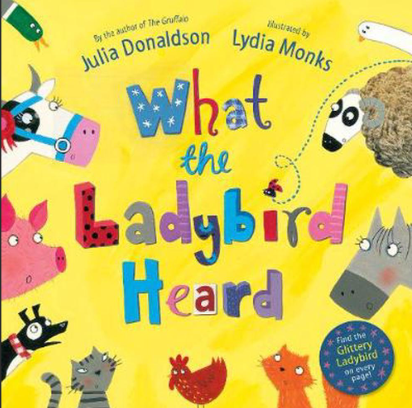 By the author of The Gruffalo
Julia Donaldson
Illustrated by
Lydia Monks
What
the
Ladybird
Heard
Find the
Glittery
Ladybird
on every
page!